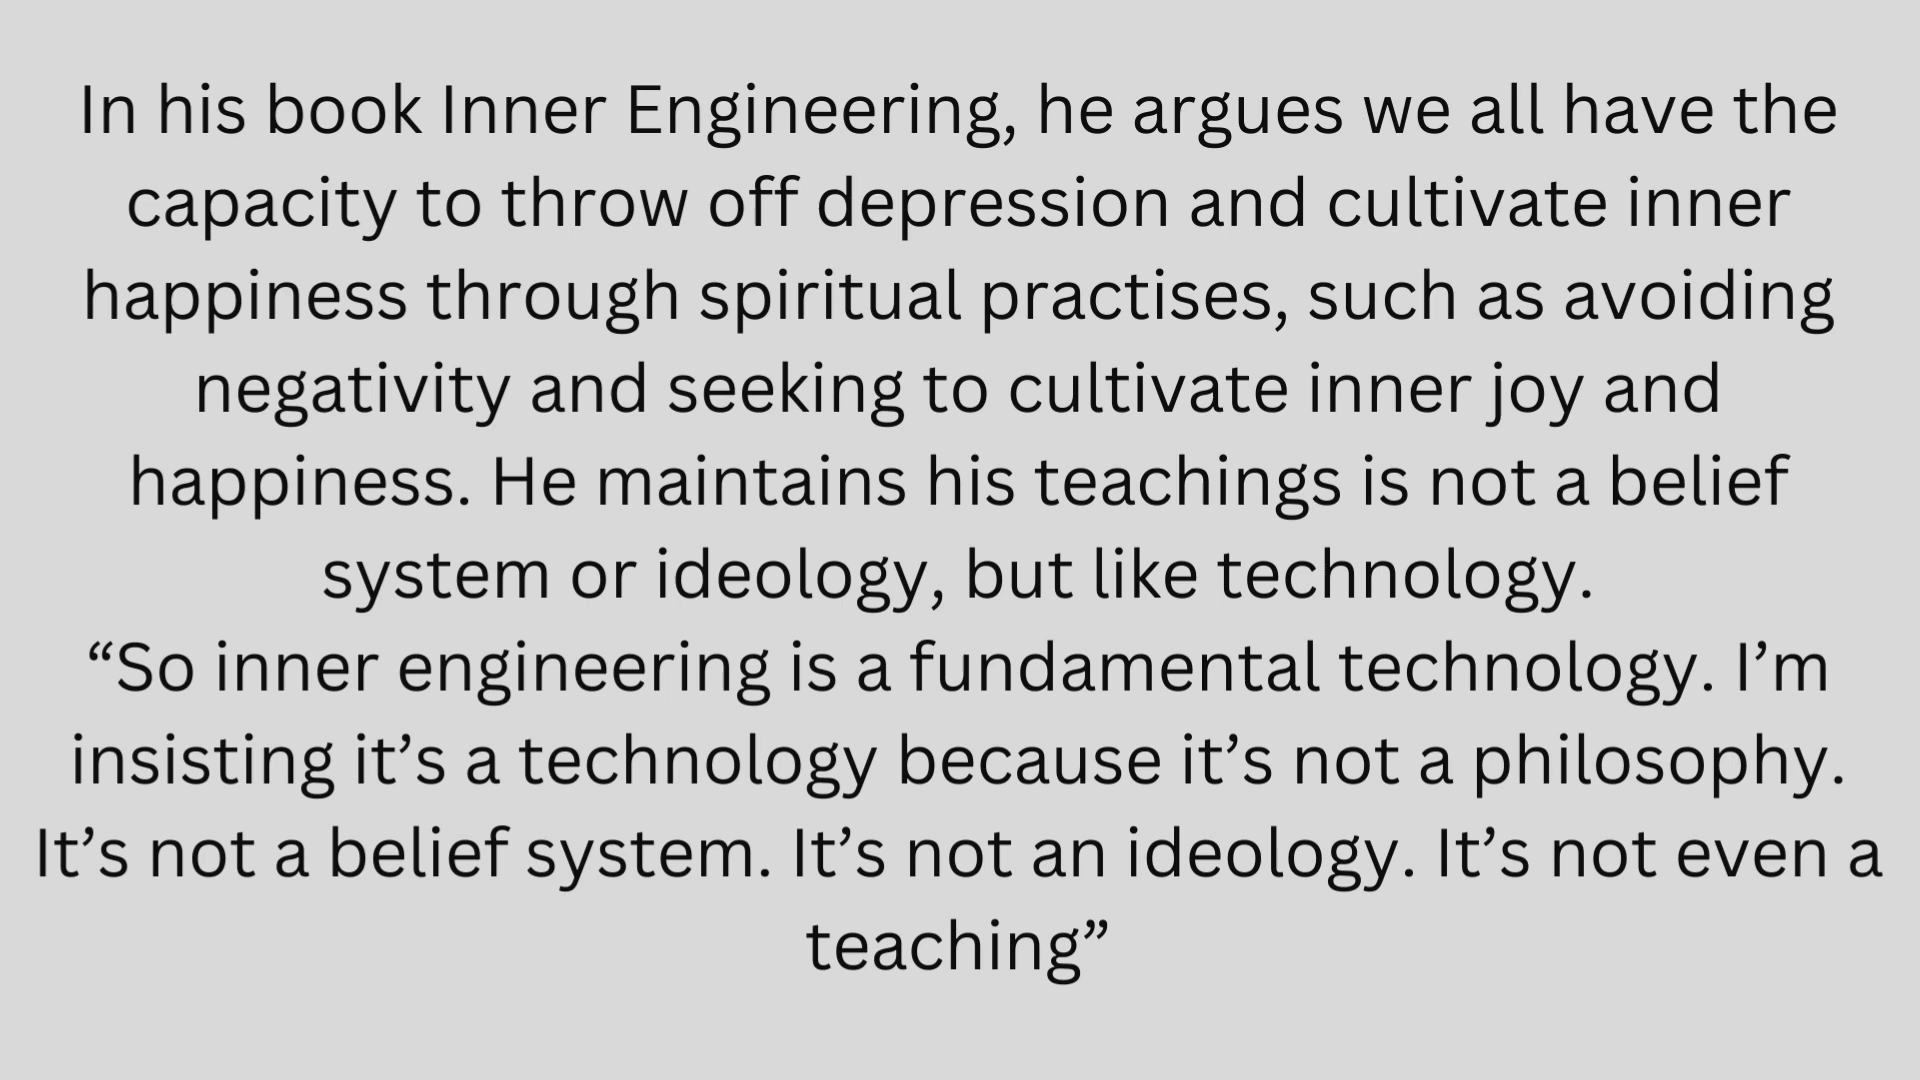 In his book Inner Engineering, he argues we all have the
capacity to throw off depression and cultivate inner
happiness through spiritual practises, such as avoiding
negativity and seeking to cultivate inner joy and
happiness. He maintains his teachings is not a belief
system or ideology, but like technology.
“So inner engineering is a fundamental technology. I’m
insisting it’s a technology because it’s not a philosophy.
It’s not a belief system. It’s not an ideology. It’s not even a
teaching”